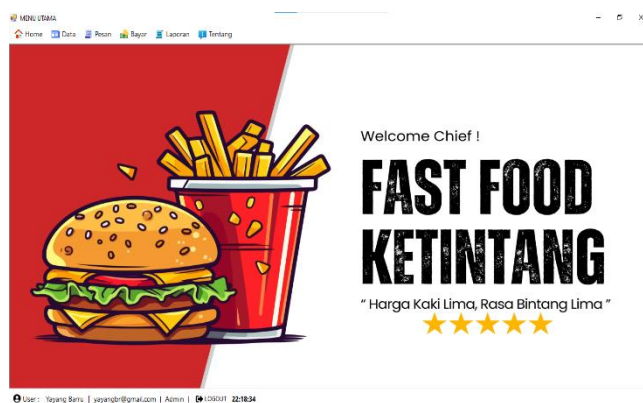 MENU UTAMA
Home Data Pesan Bayar Laporan Tentang
Welcome Chief !
FAST FOOD
KETINTANG
“ Harga Kaki Lima, Rasa Bintang Lima ”
User : Yayang Barru | yayangbr@gmail.com | Admin | LOGOUT 22:18:34